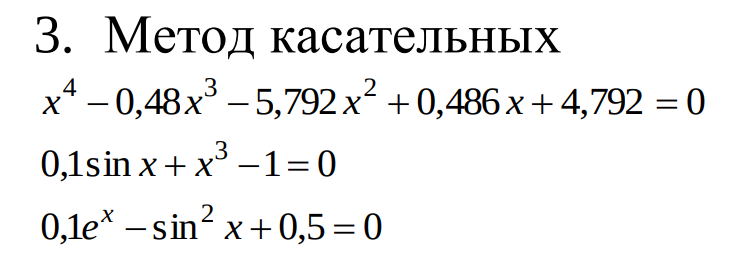 3. Метод касательных
x⁴ − 0,48x³ − 5,792x² + 0,486x + 4,792 = 0
0,1sin x + x³ − 1 = 0
0,1eˣ − sin² x + 0,5 = 0